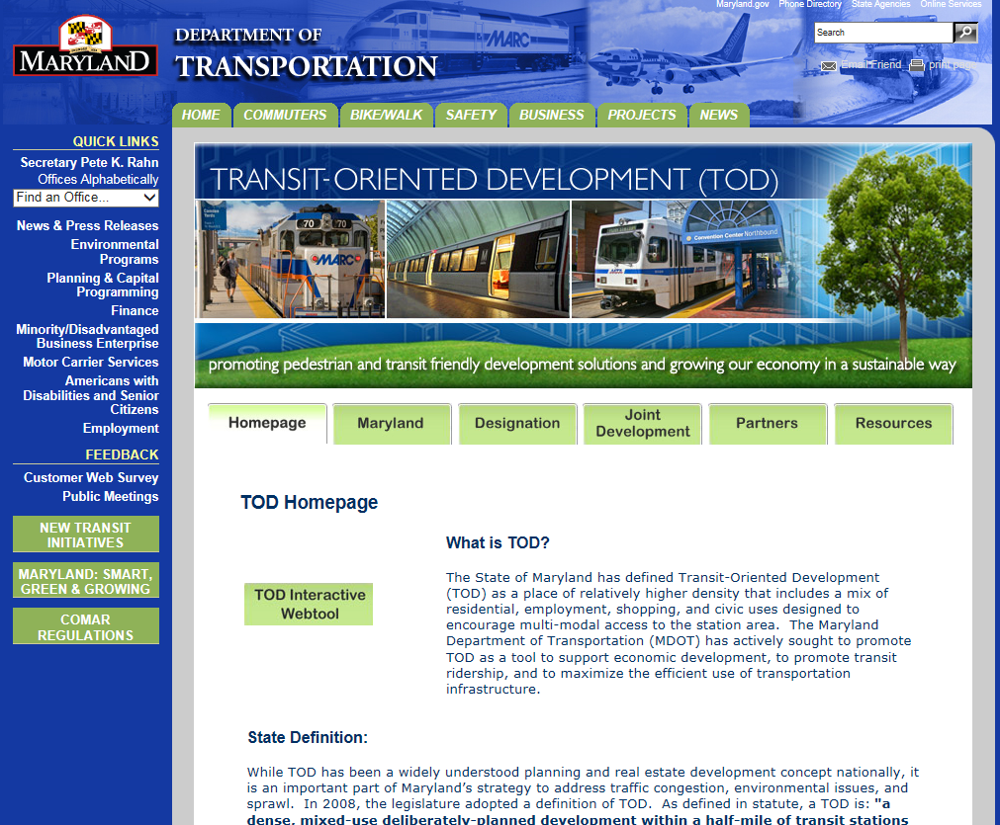 Maryland.gov Phone Directory State Agencies Online Services
MARYLAND
DEPARTMENT OF
TRANSPORTATION
MARC
Search
Email Friend print page
HOME COMMUTERS BIKE/WALK SAFETY BUSINESS PROJECTS NEWS
QUICK LINKS
Secretary Pete K. Rahn
Offices Alphabetically
Find an Office...
News & Press Releases
Environmental
Programs
Planning & Capital
Programming
Finance
Minority/Disadvantaged
Business Enterprise
Motor Carrier Services
Americans with
Disabilities and Senior
Citizens
Employment
FEEDBACK
Customer Web Survey
Public Meetings
NEW TRANSIT
INITIATIVES
MARYLAND: SMART,
GREEN & GROWING
COMAR
REGULATIONS
TRANSIT-ORIENTED DEVELOPMENT (TOD)
Camden
Yards
70 70
MARC
Convention Center Northbound
promoting pedestrian and transit friendly development solutions and growing our economy in a sustainable way
Homepage Maryland Designation Joint Development Partners Resources
TOD Homepage
TOD Interactive
Webtool
What is TOD?
The State of Maryland has defined Transit-Oriented Development
(TOD) as a place of relatively higher density that includes a mix of
residential, employment, shopping, and civic uses designed to
encourage multi-modal access to the station area.  The Maryland
Department of Transportation (MDOT) has actively sought to promote
TOD as a tool to support economic development, to promote transit
ridership, and to maximize the efficient use of transportation
infrastructure.
State Definition:
While TOD has been a widely understood planning and real estate development concept nationally, it
is an important part of Maryland's strategy to address traffic congestion, environmental issues, and
sprawl.  In 2008, the legislature adopted a definition of TOD.  As defined in statute, a TOD is: "a
dense, mixed-use deliberately-planned development within a half-mile of transit stations